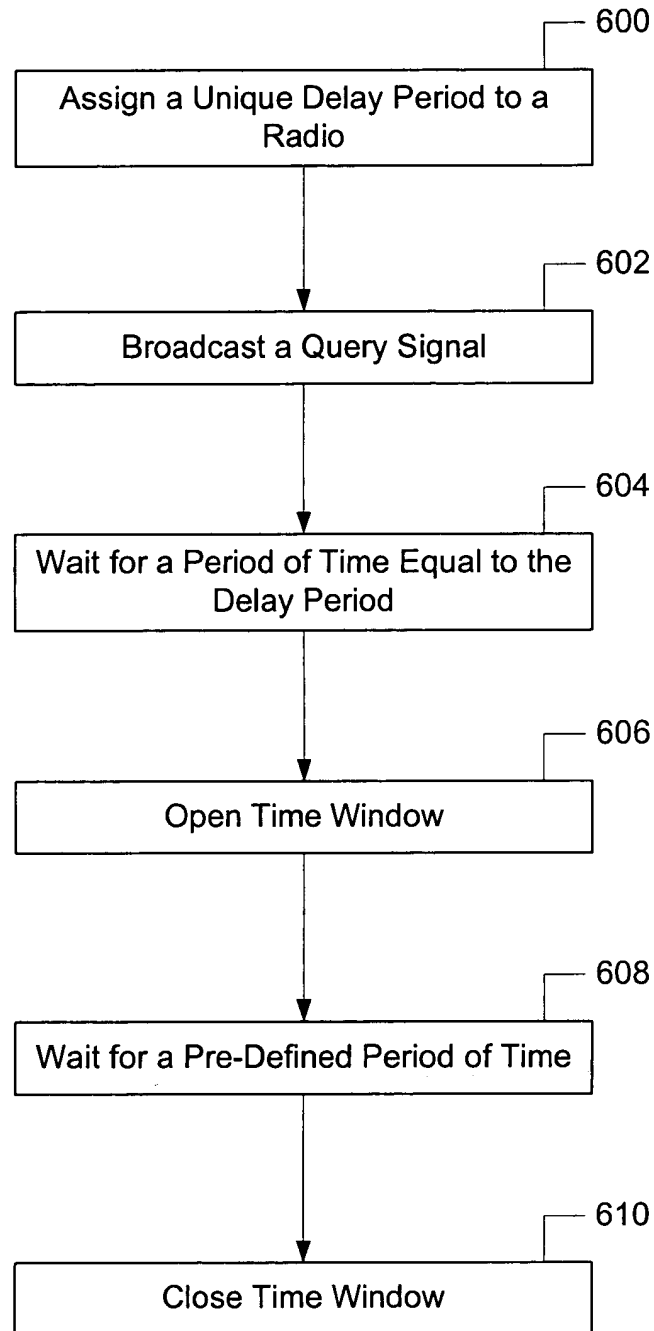 600
Assign a Unique Delay Period to a
Radio
602
Broadcast a Query Signal
604
Wait for a Period of Time Equal to the
Delay Period
606
Open Time Window
608
Wait for a Pre-Defined Period of Time
610
Close Time Window